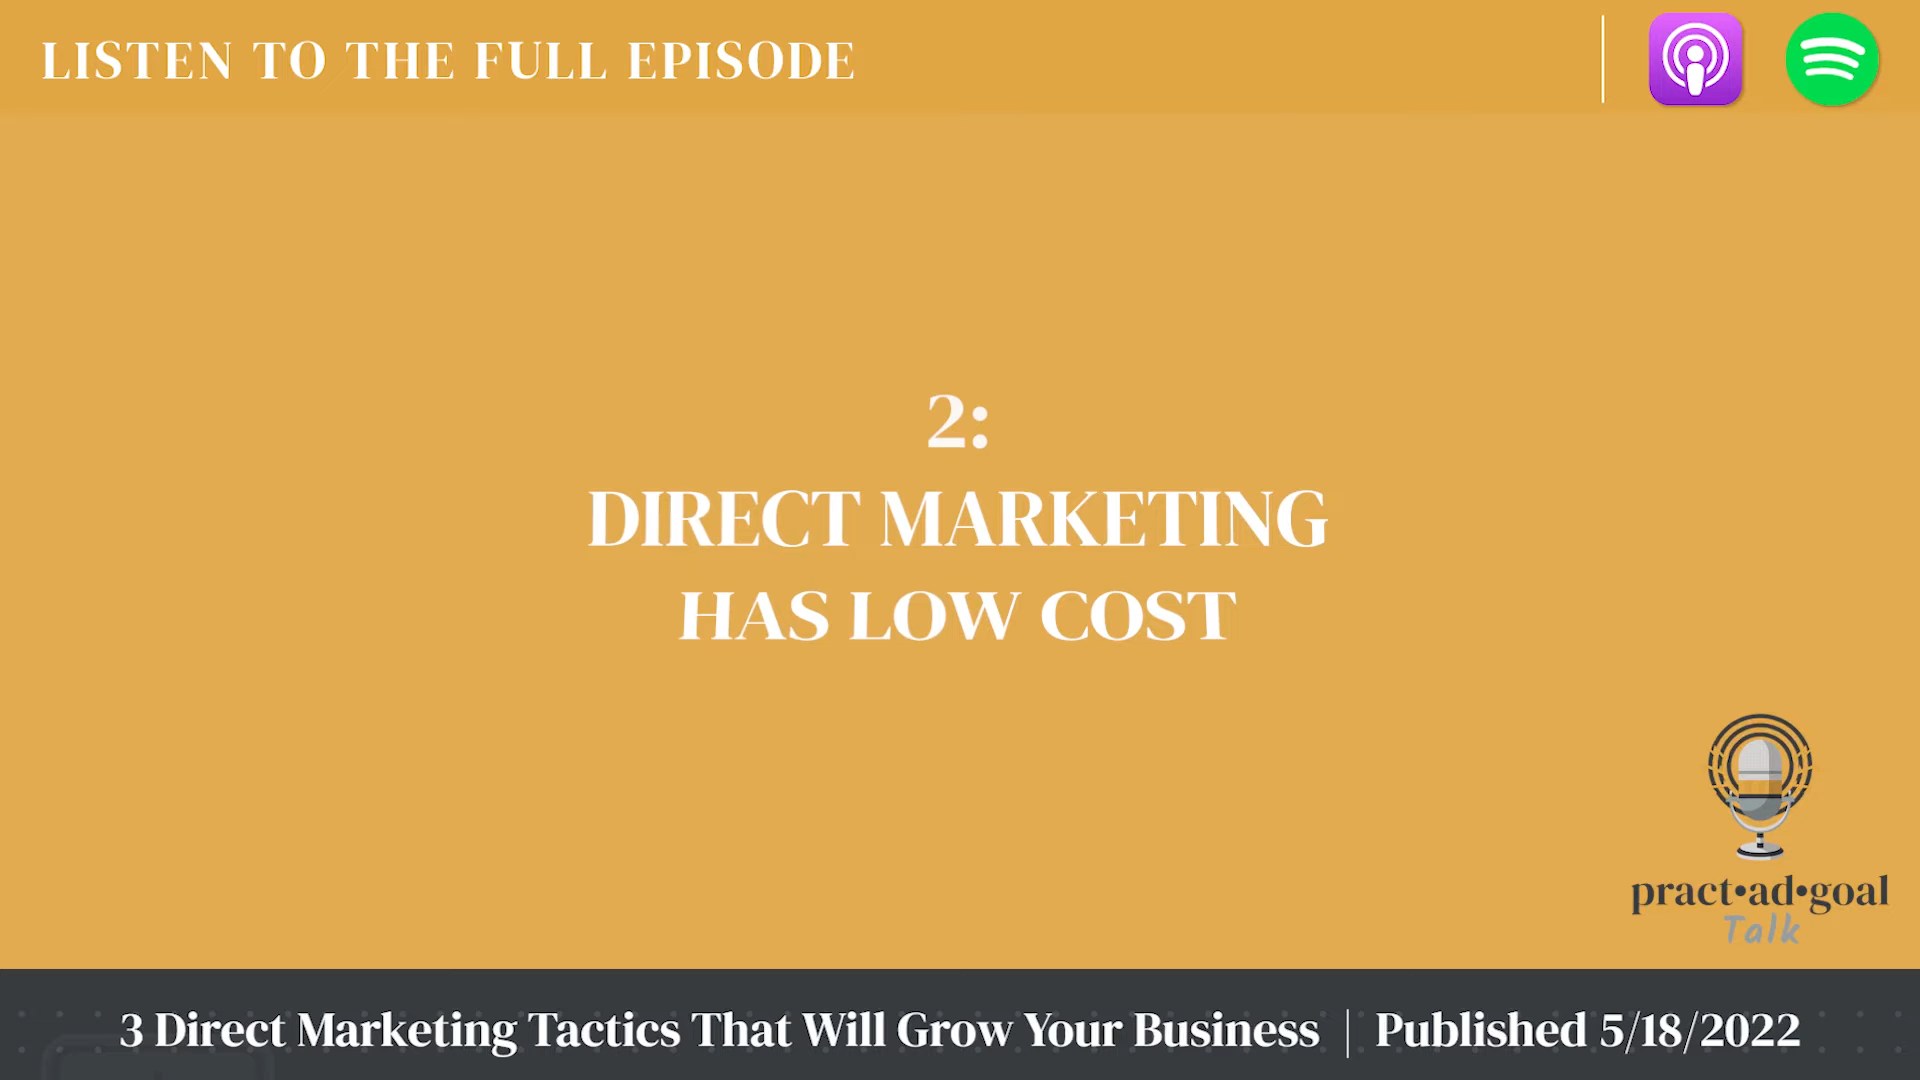 LISTEN TO THE FULL EPISODE
2:
DIRECT MARKETING
HAS LOW COST
pract•ad•goal
Talk
3 Direct Marketing Tactics That Will Grow Your Business | Published 5/18/2022